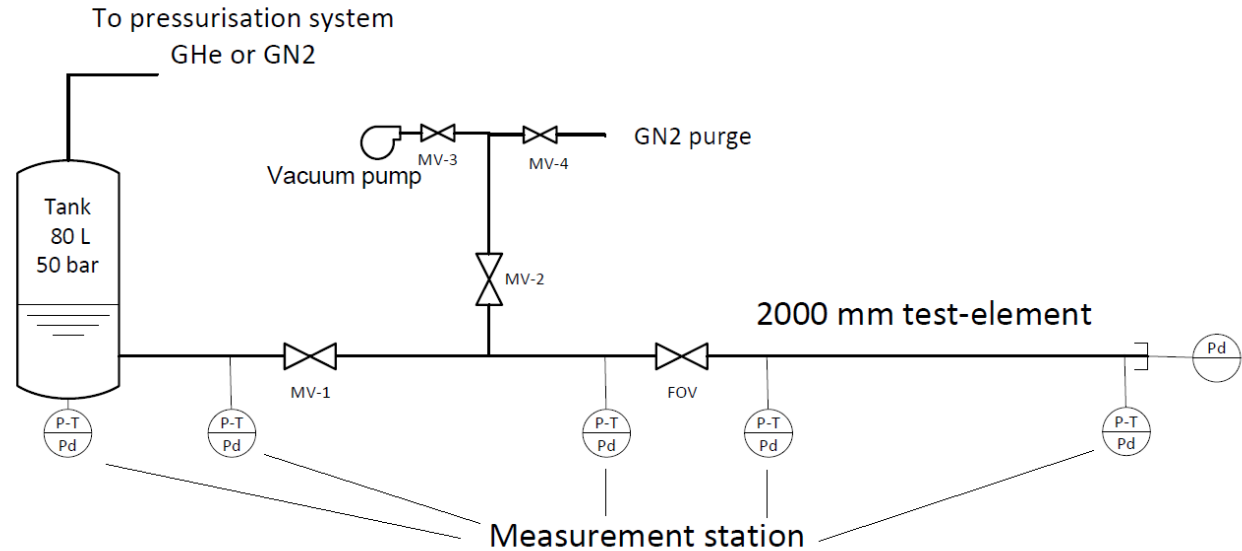 To pressurisation system
GHe or GN2
GN2 purge
MV-3
MV-4
Vacuum pump
Tank
80 L
50 bar
MV-2
2000 mm test-element
Pd
MV-1
FOV
P-T
Pd
P-T
Pd
P-T
Pd
P-T
Pd
P-T
Pd
Measurement station